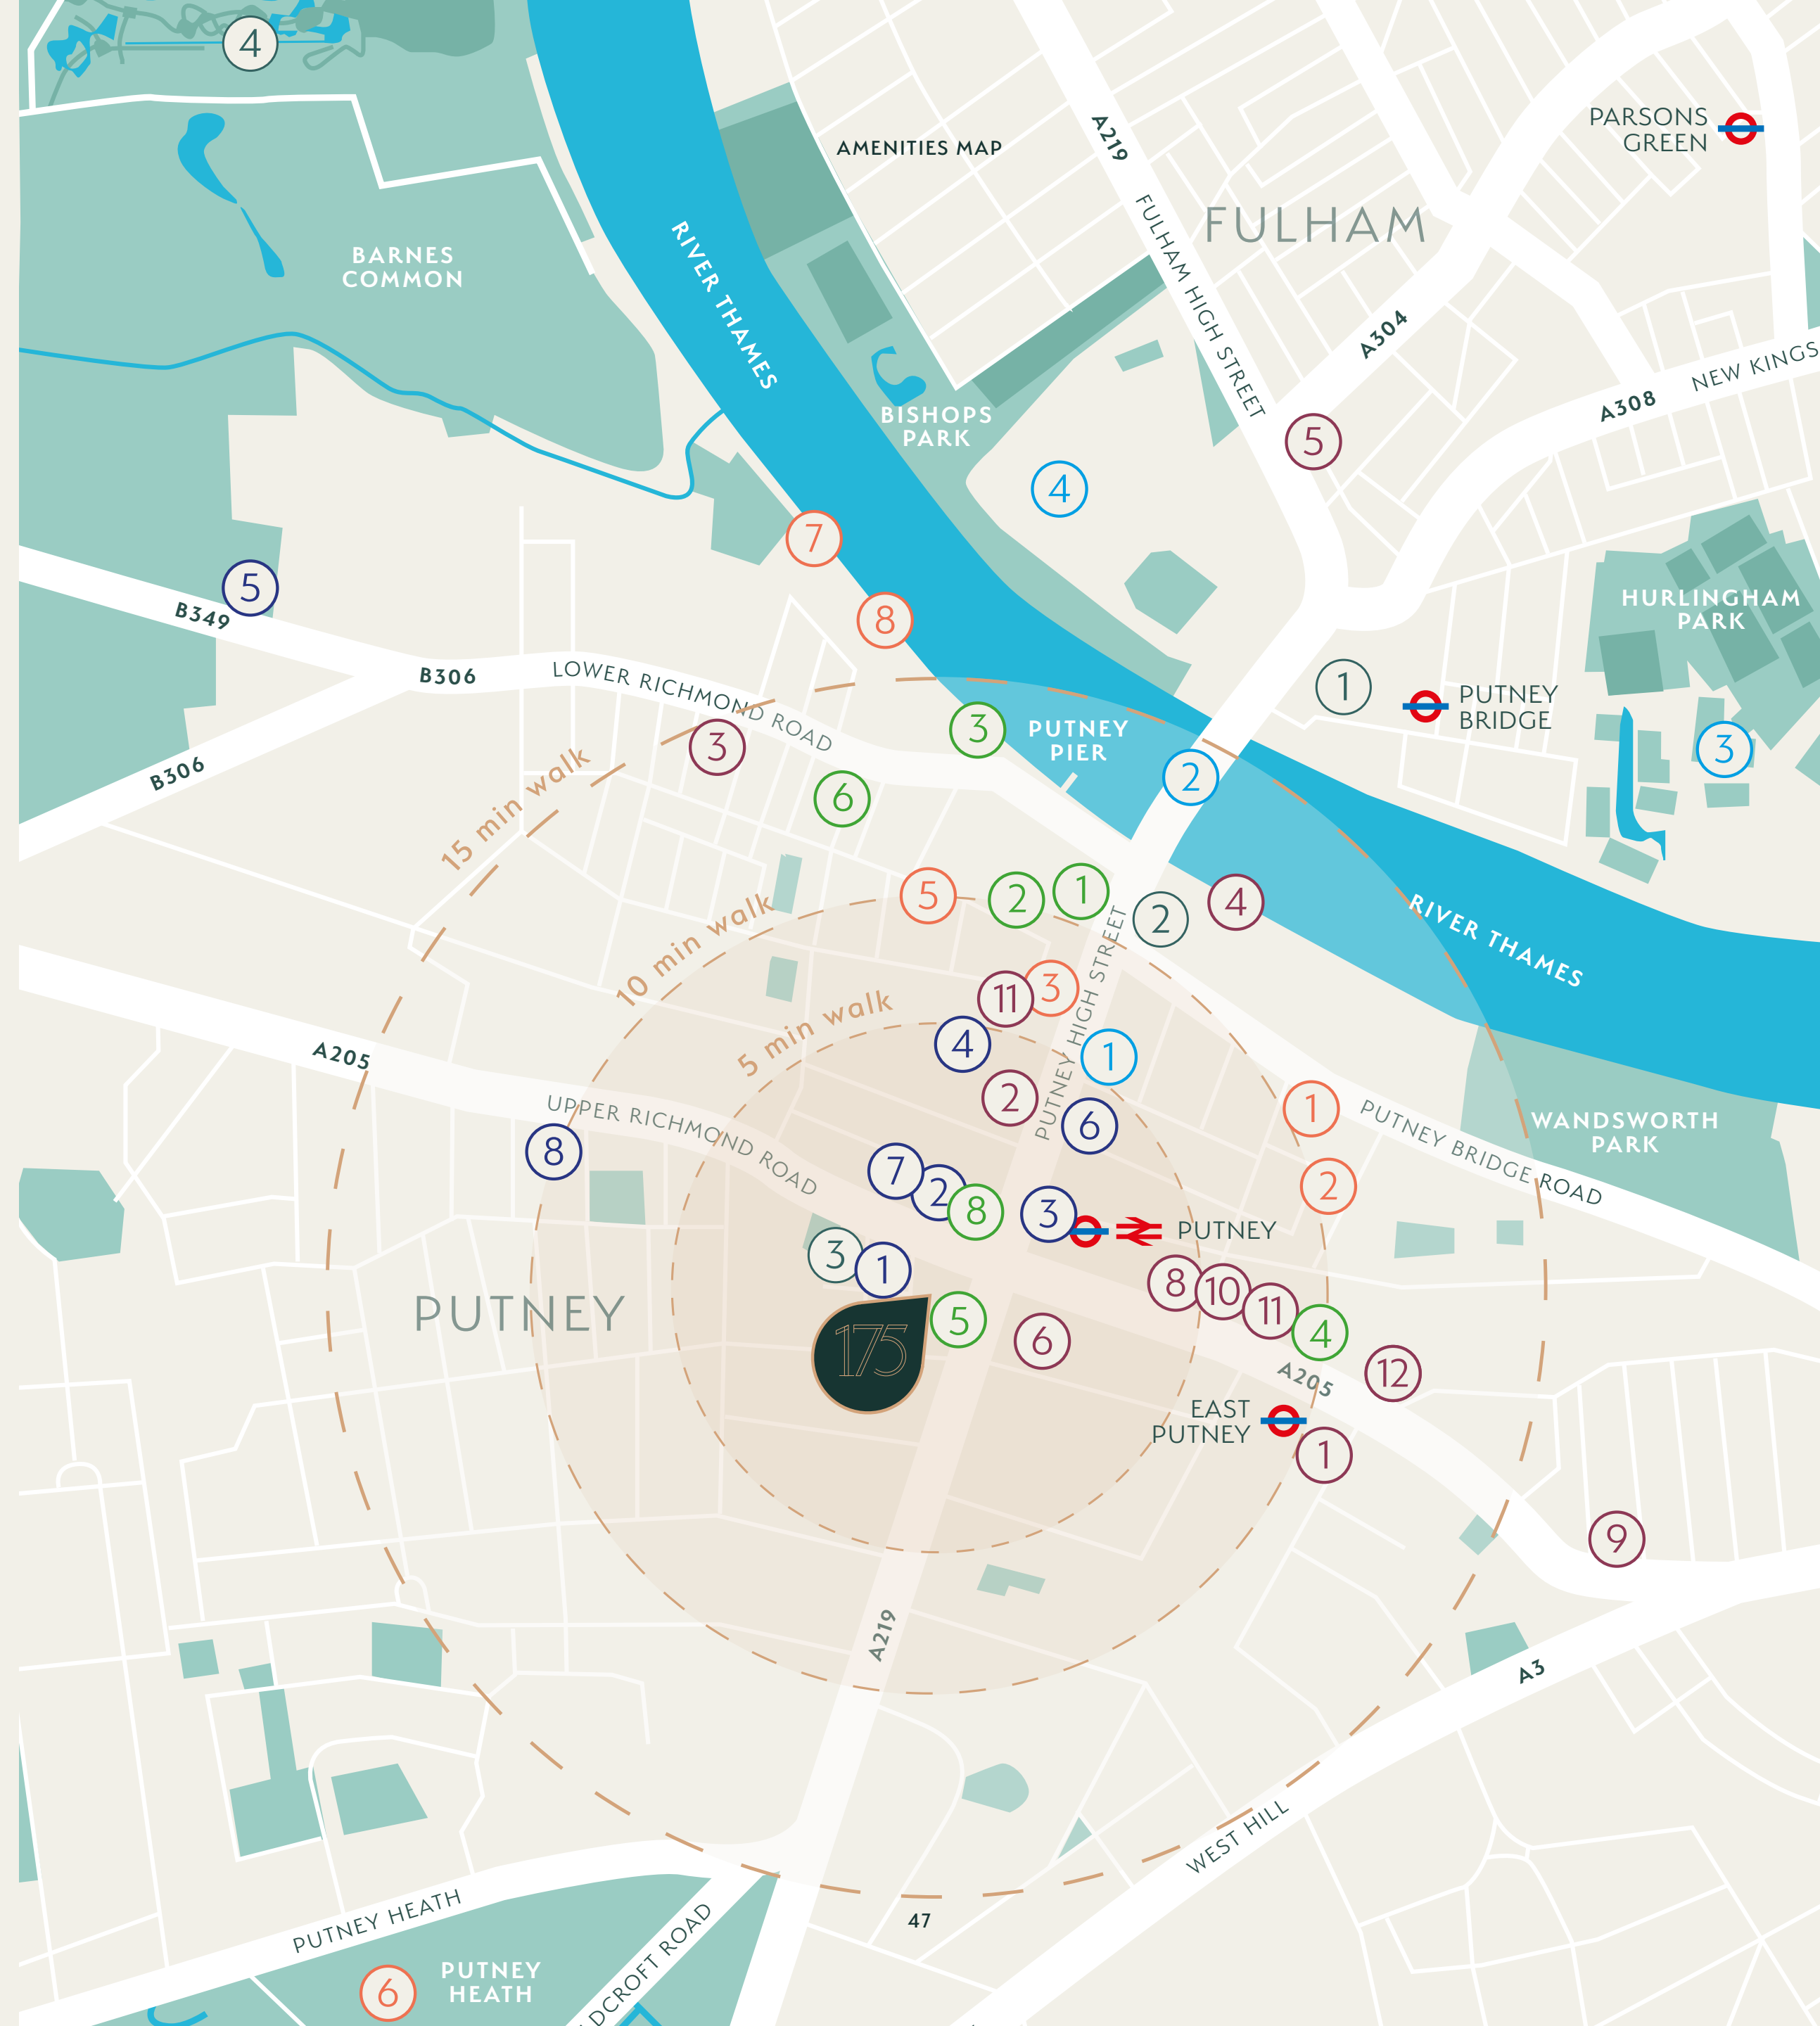 4
AMENITIES MAP
A219
PARSONS
GREEN
FULHAM
BARNES
COMMON
RIVER THAMES
FULHAM HIGH STREET
A304
NEW KINGS
A308
BISHOPS
PARK
5
4
7
5
B349
8
HURLINGHAM
PARK
B306
LOWER RICHMOND ROAD
1
PUTNEY
BRIDGE
3
3
PUTNEY
PIER
2
3
B306
15 min walk
6
5
2
1
2
4
RIVER THAMES
10 min walk
PUTNEY HIGH STREET
11
3
5 min walk
4
1
A205
2
6
1
UPPER RICHMOND ROAD
PUTNEY BRIDGE ROAD
WANDSWORTH
PARK
8
7
2
8
3
2
PUTNEY
3
1
8
10
11
4
PUTNEY
175
5
6
12
A205
EAST
PUTNEY
1
9
A219
A3
WEST HILL
PUTNEY HEATH
47
DCROFT ROAD
6
PUTNEY
HEATH